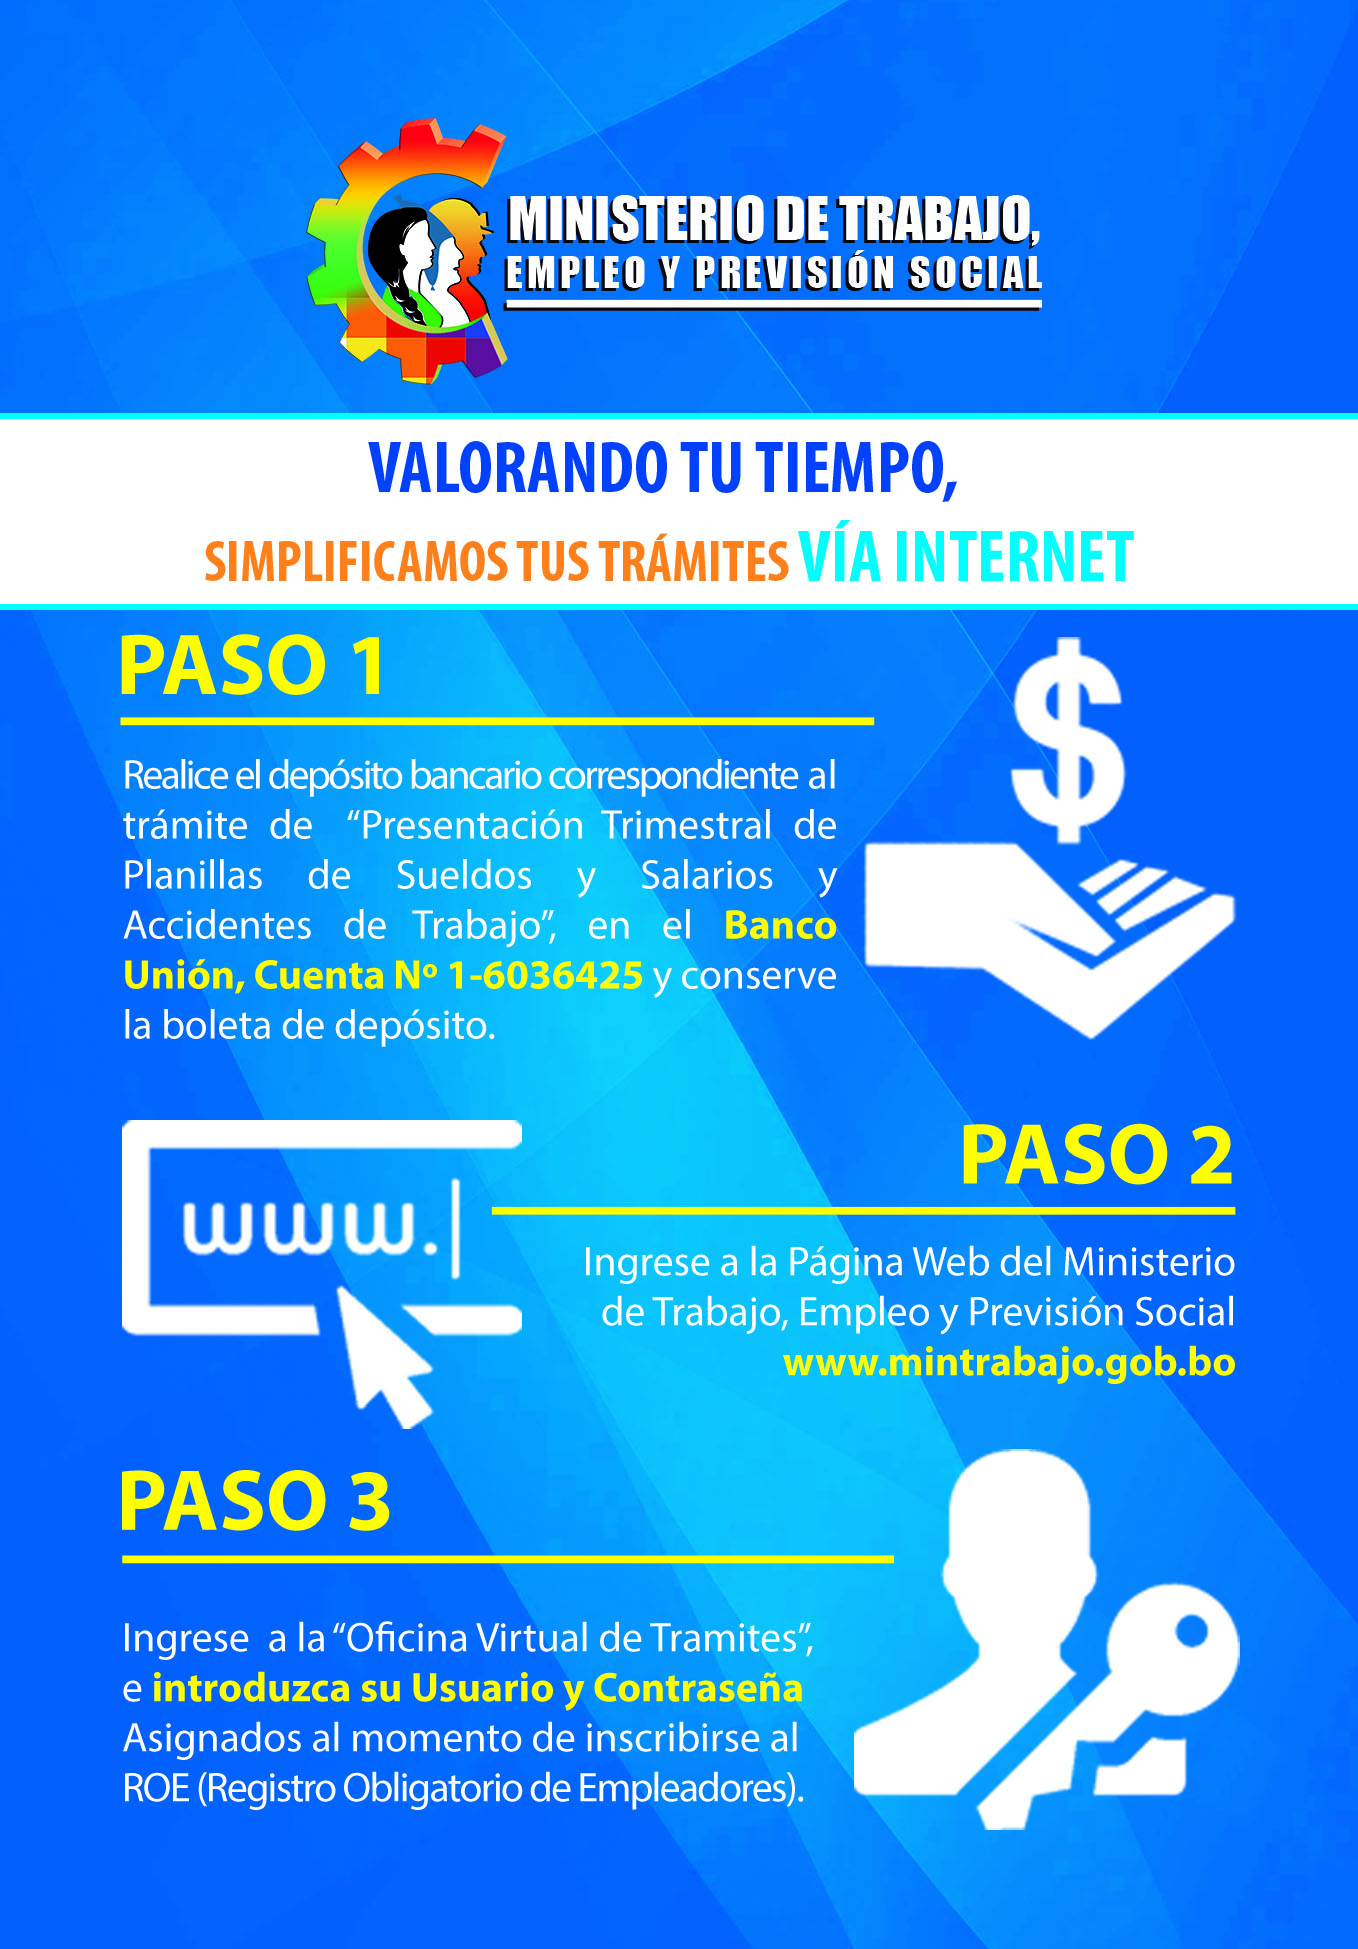 MINISTERIO DE TRABAJO,
EMPLEO Y PREVISIÓN SOCIAL
VALORANDO TU TIEMPO,
SIMPLIFICAMOS TUS TRÁMITES VÍA INTERNET
PASO 1
Realice el depósito bancario correspondiente al
trámite de “Presentación Trimestral de
Planillas de Sueldos y Salarios y
Accidentes de Trabajo”, en el Banco
Unión, Cuenta Nº 1-6036425 y conserve
la boleta de depósito.
$
www.
PASO 2
Ingrese a la Página Web del Ministerio
de Trabajo, Empleo y Previsión Social
www.mintrabajo.gob.bo
PASO 3
Ingrese a la “Oficina Virtual de Tramites”,
e introduzca su Usuario y Contraseña
Asignados al momento de inscribirse al
ROE (Registro Obligatorio de Empleadores).